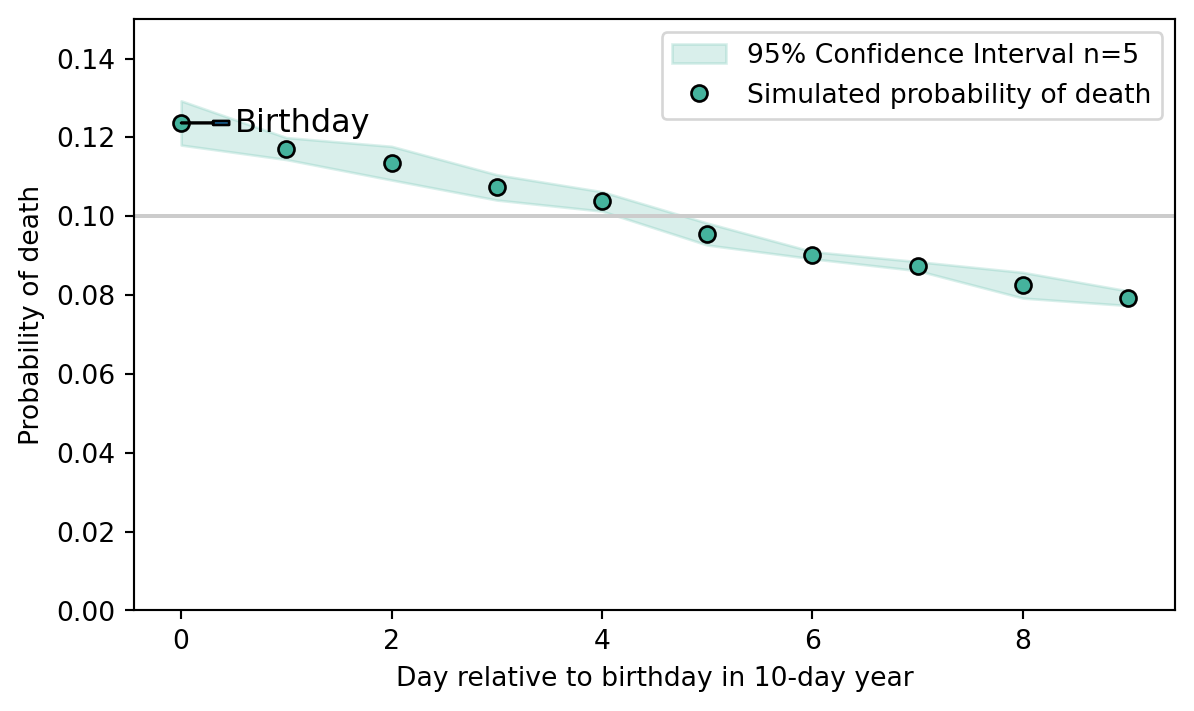 0.14
0.12
0.10
0.08
0.06
0.04
0.02
0.00
Probability of death
95% Confidence Interval n=5
Simulated probability of death
Birthday
0
2
4
6
8
Day relative to birthday in 10-day year